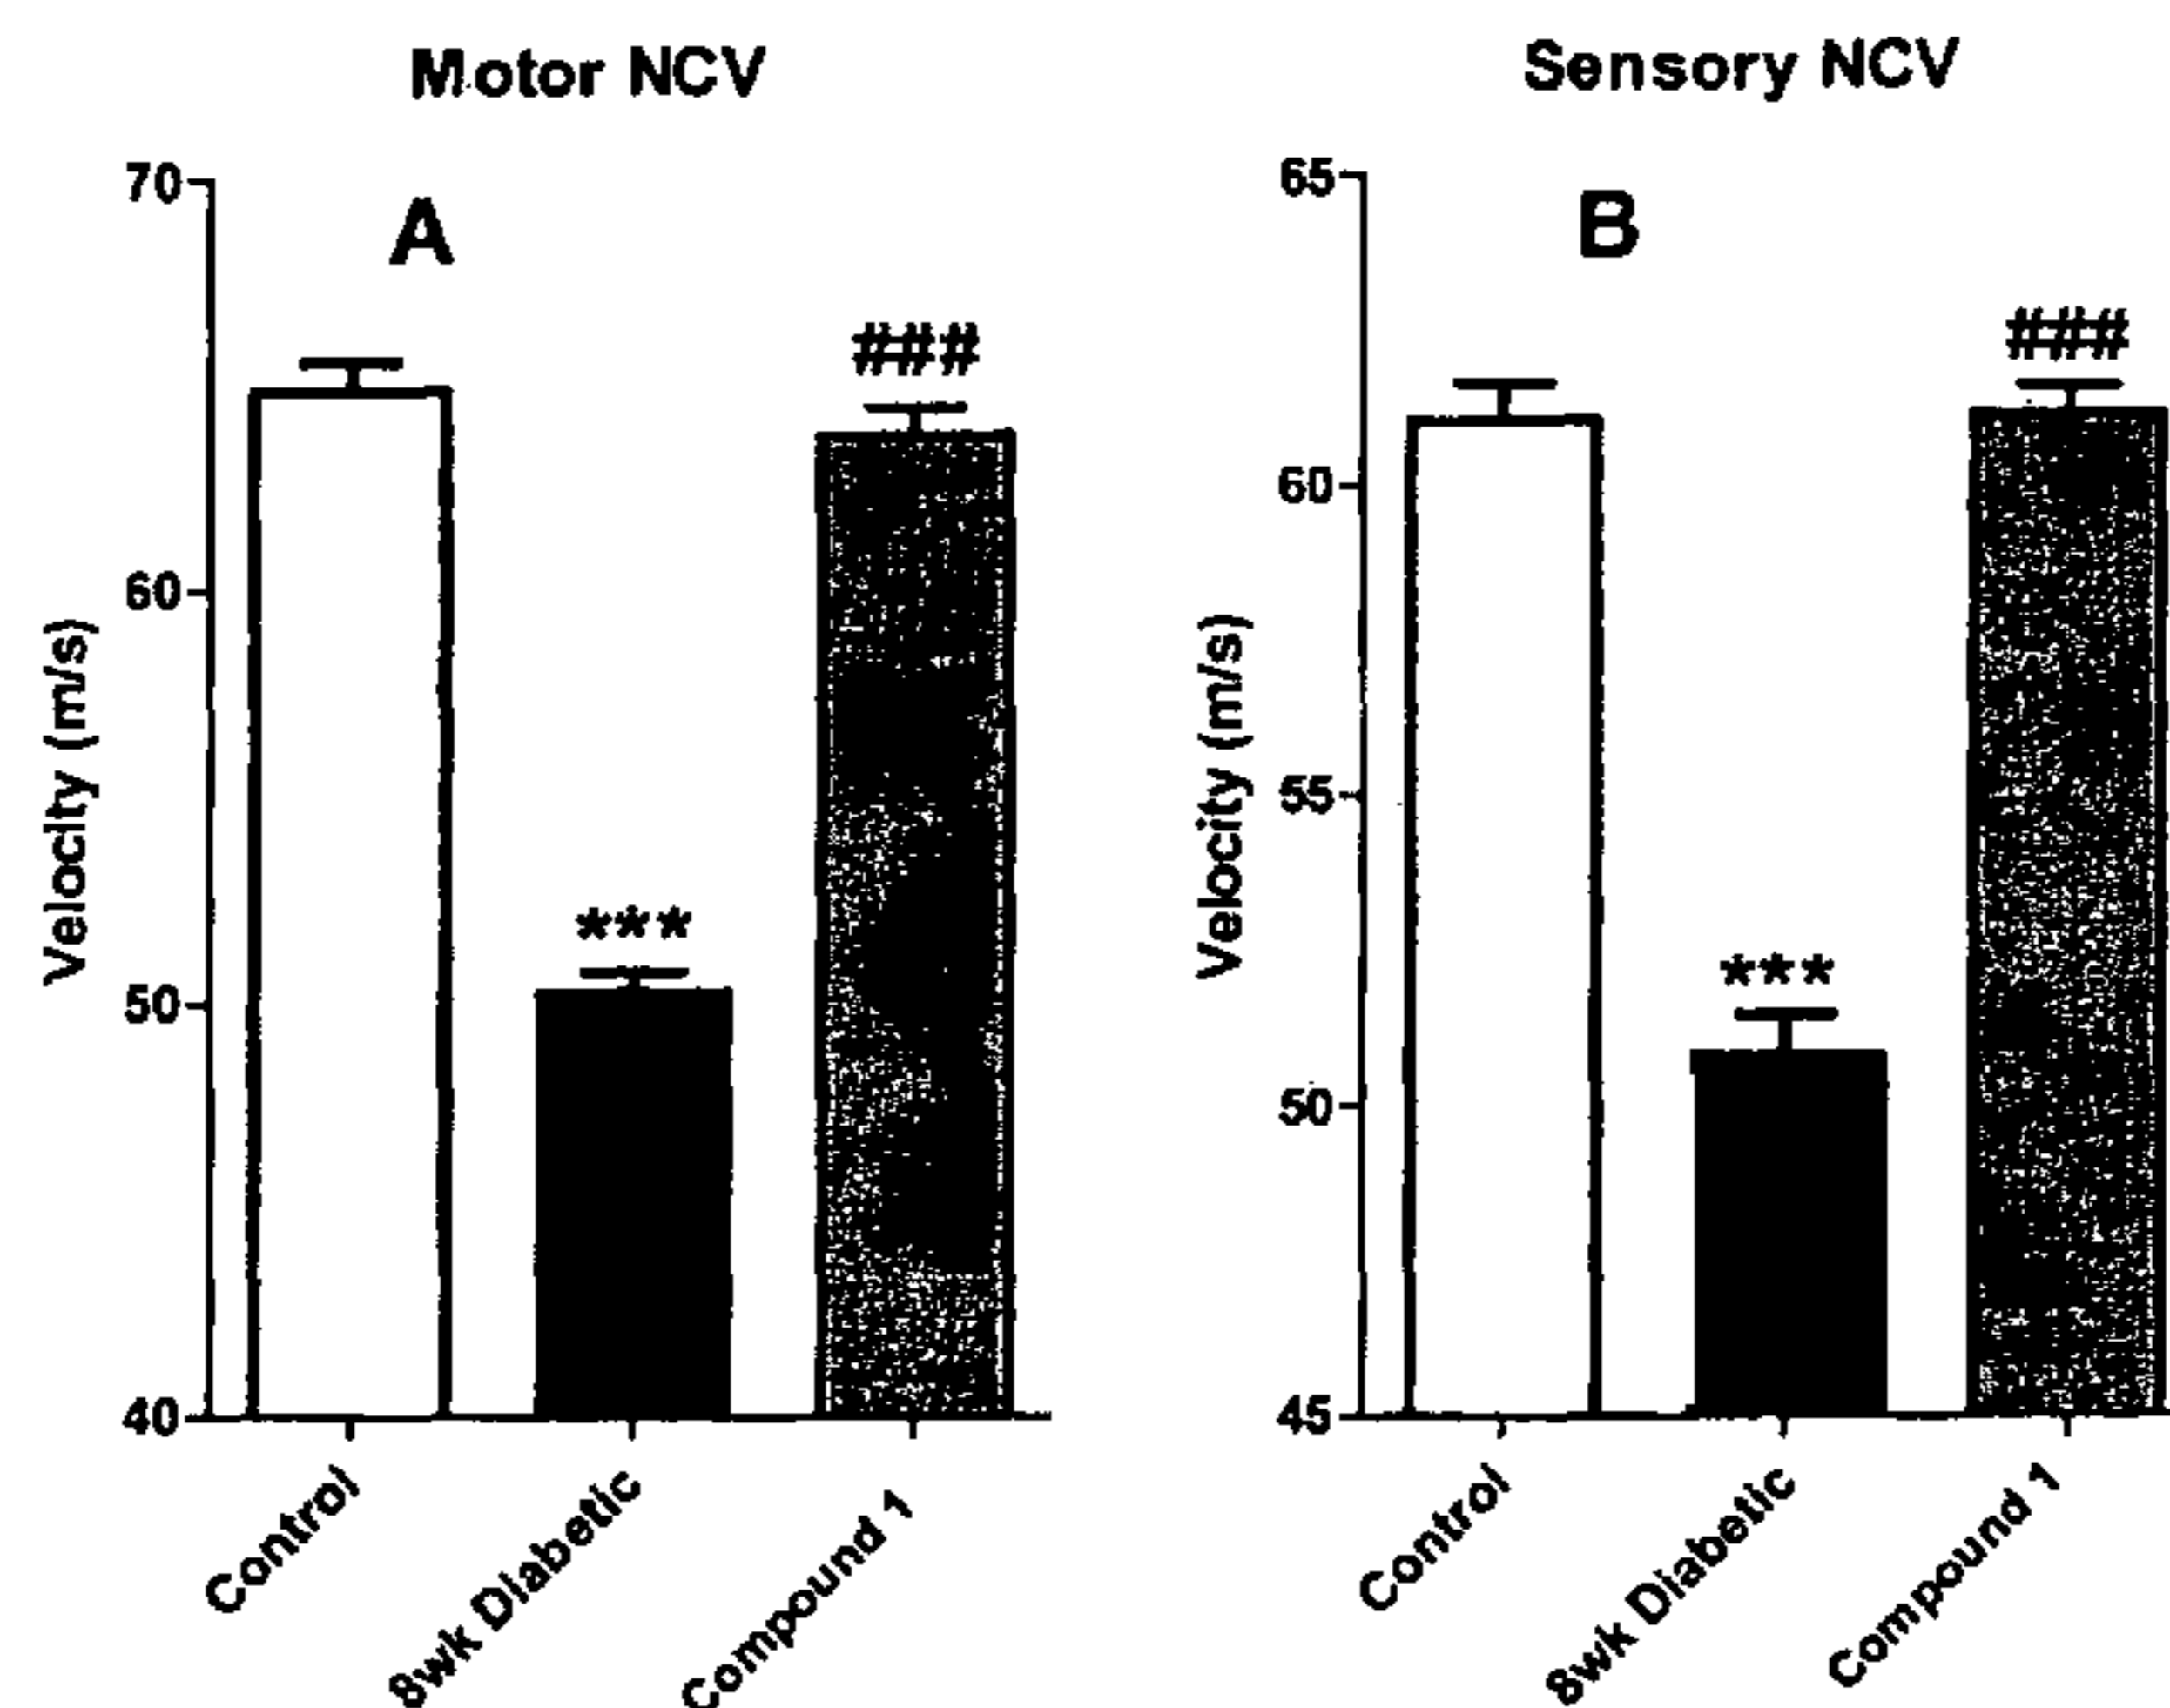 Motor NCV
A
Velocity (m/s)
70
60
50
40
***
###
Control
8wk Diabetic
Compound 1
Sensory NCV
B
Velocity (m/s)
65
60
55
50
45
***
###
Control
8wk Diabetic
Compound 1